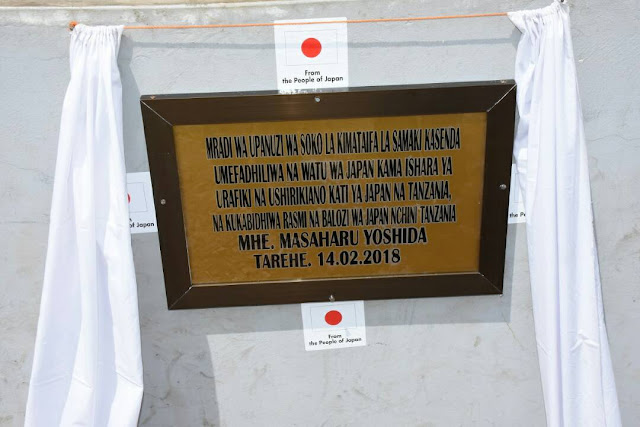 From
the People of Japan
MRADI WA UPANUZI WA SOKO LA KIMATAIFA LA SAMAKI KASENDA
UMEFADHILIWA NA WATU WA JAPAN KAMA ISHARA YA
URAFIKI NA USHIRIKIANO KATI YA JAPAN NA TANZANIA,
NA KUKABIDHIWA RASMI NA BALOZI WA JAPAN NCHINI TANZANIA
MHE. MASAHARU YOSHIDA
TAREHE. 14.02.2018
of Japan
From
the People of Japan